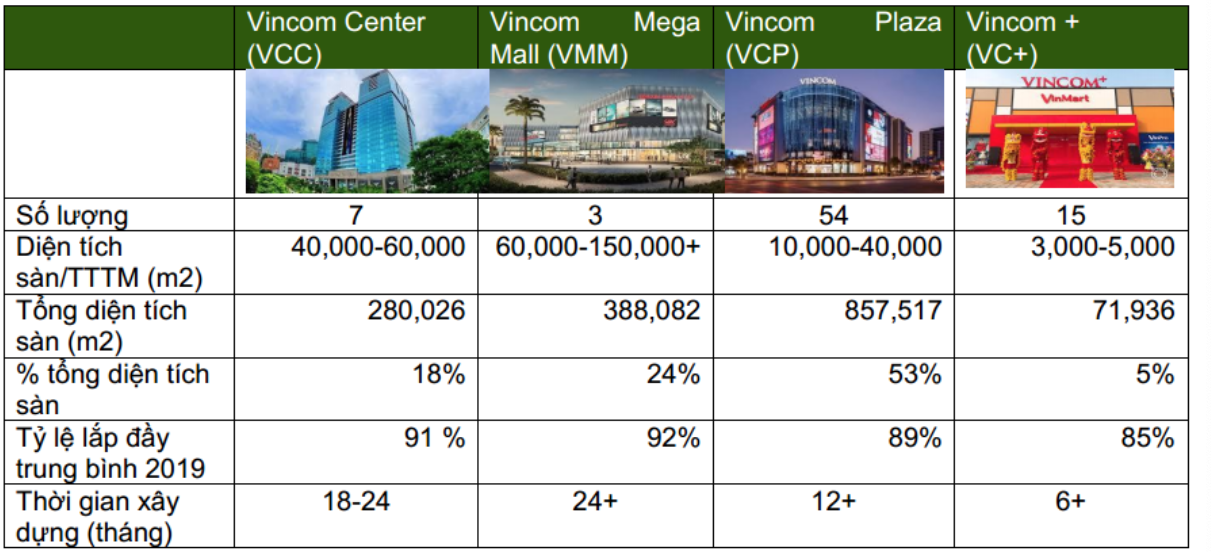 Vincom Center Vincom Mega Vincom Plaza Vincom +
(VCC) Mall (VMM) (VCP) (VC+)
VINCOM
VINCOM+
VinMart
VinPro
Số lượng 7 3 54 15
Diện tích 40,000-60,000 60,000-150,000+ 10,000-40,000 3,000-5,000
sàn/TTTM (m2)
Tổng diện tích 280,026 388,082 857,517 71,936
sàn (m2)
% tổng diện tích 18% 24% 53% 5%
sàn
Tỷ lệ lắp đầy 91 % 92% 89% 85%
trung bình 2019
Thời gian xây 18-24 24+ 12+ 6+
dựng (tháng)